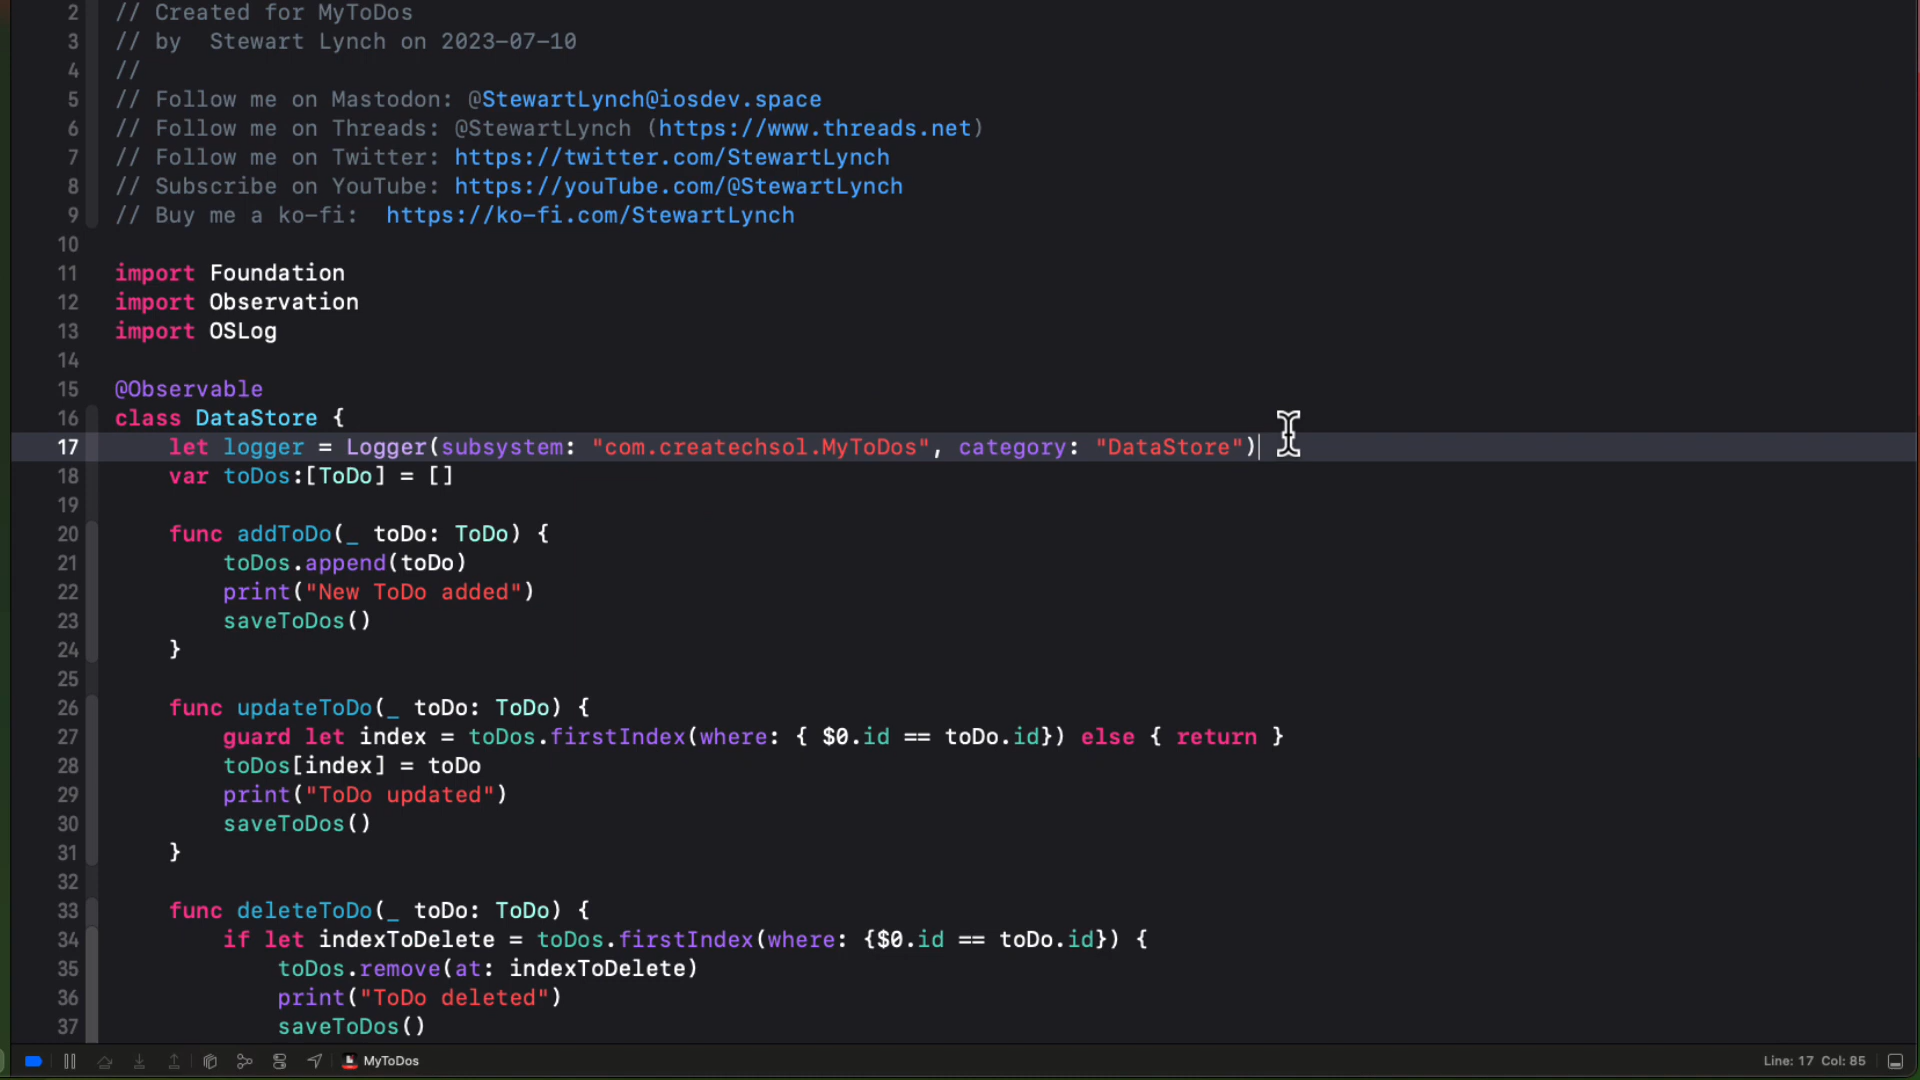 2 // Created for MyToDos
3 // by  Stewart Lynch on 2023-07-10
4 //
5 // Follow me on Mastodon: @StewartLynch@iosdev.space
6 // Follow me on Threads: @StewartLynch (https://www.threads.net)
7 // Follow me on Twitter: https://twitter.com/StewartLynch
8 // Subscribe on YouTube: https://youTube.com/@StewartLynch
9 // Buy me a ko-fi:  https://ko-fi.com/StewartLynch
10
11 import Foundation
12 import Observation
13 import OSLog
14
15 @Observable
16 class DataStore {
17     let logger = Logger(subsystem: "com.createchsol.MyToDos", category: "DataStore")
18     var toDos:[ToDo] = []
19
20     func addToDo(_ toDo: ToDo) {
21         toDos.append(toDo)
22         print("New ToDo added")
23         saveToDos()
24     }
25
26     func updateToDo(_ toDo: ToDo) {
27         guard let index = toDos.firstIndex(where: { $0.id == toDo.id}) else { return }
28         toDos[index] = toDo
29         print("ToDo updated")
30         saveToDos()
31     }
32
33     func deleteToDo(_ toDo: ToDo) {
34         if let indexToDelete = toDos.firstIndex(where: {$0.id == toDo.id}) {
35             toDos.remove(at: indexToDelete)
36             print("ToDo deleted")
37             saveToDos()
MyToDos
Line: 17  Col: 85